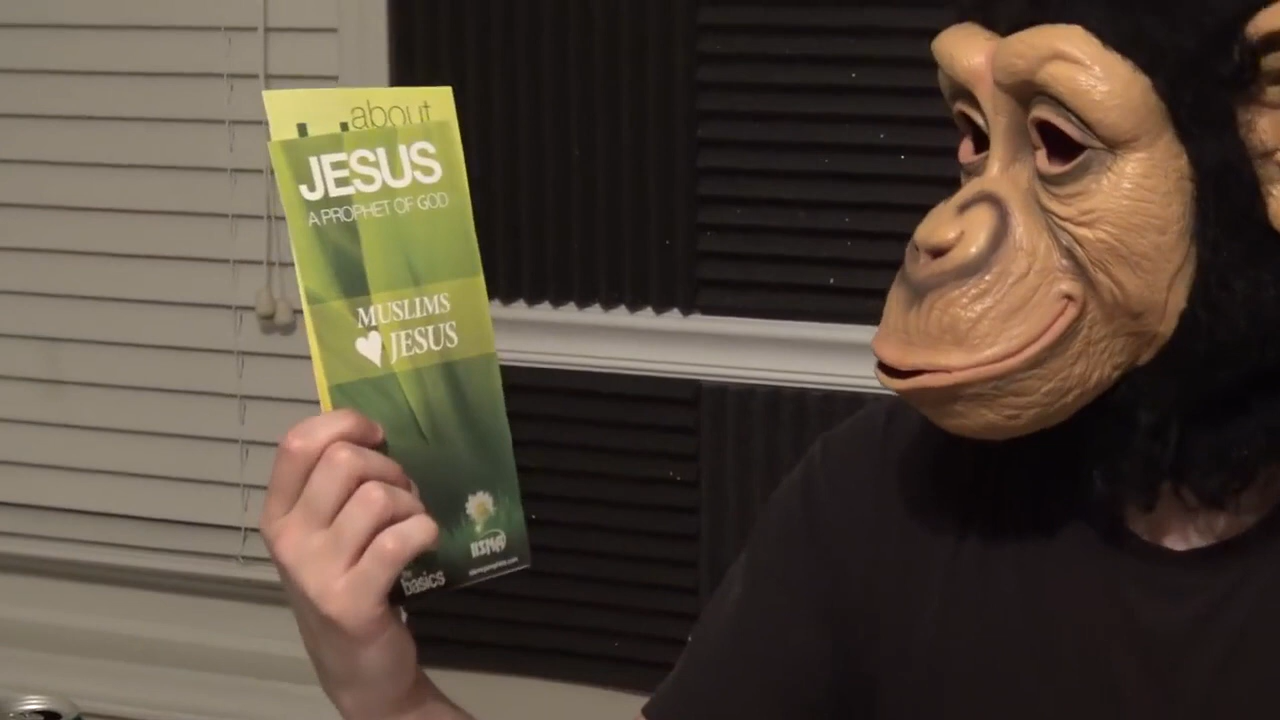 about
JESUS
A PROPHET OF GOD
MUSLIMS
JESUS
basics